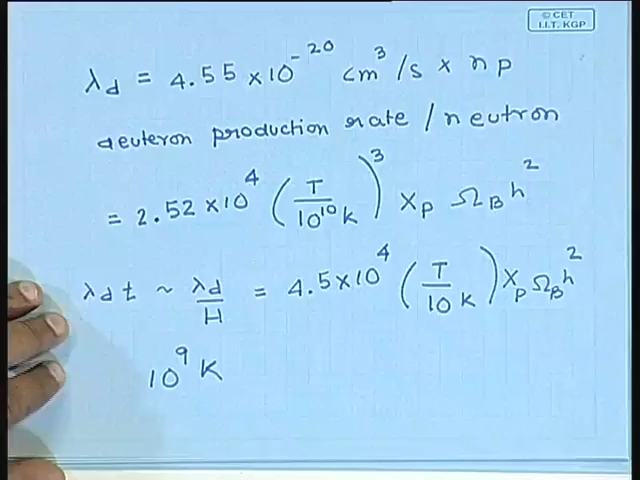 © CET
I.I.T. KGP
λd = 4.55 × 10^-20 cm^3/s × np
deuteron production rate / neutron
= 2.52 × 10^4 (T/10^10 K)^3 Xp ΩB h^2
λd t ~ λd/H = 4.5 × 10^4 (T/10 K) Xp ΩB h^2
10^9 K